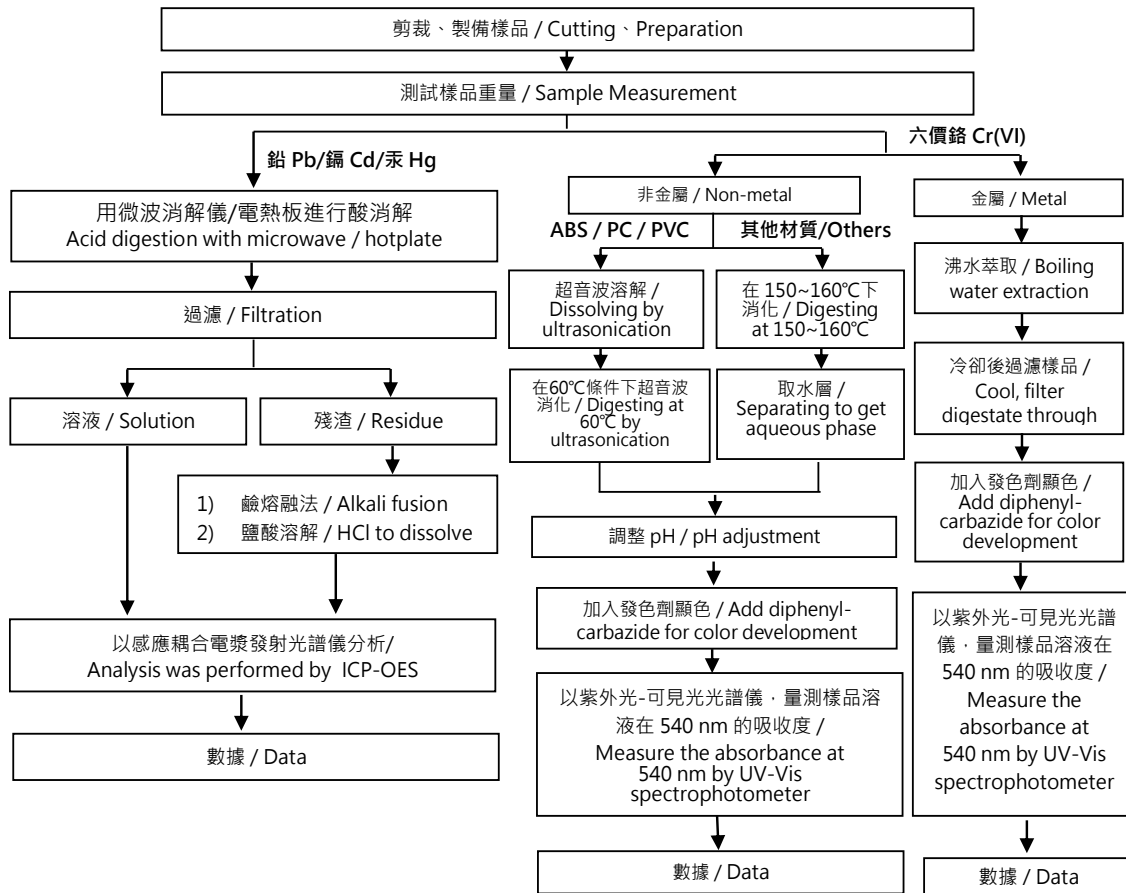 剪裁、製備樣品 / Cutting、Preparation
測試樣品重量 / Sample Measurement
鉛 Pb/鎘 Cd/汞 Hg
六價鉻 Cr(VI)
用微波消解儀/電熱板進行酸消解
Acid digestion with microwave / hotplate
過濾 / Filtration
溶液 / Solution
殘渣 / Residue
1) 鹼熔融法 / Alkali fusion
2) 鹽酸溶解 / HCl to dissolve
以感應耦合電漿發射光譜儀分析/
Analysis was performed by ICP-OES
數據 / Data
非金屬 / Non-metal
ABS / PC / PVC
其他材質/Others
超音波溶解 /
Dissolving by
ultrasonication
在60℃條件下超音波
消化 / Digesting at
60℃ by
ultrasonication
在 150~160℃下
消化 / Digesting
at 150~160℃
取水層 /
Separating to get
aqueous phase
調整 pH / pH adjustment
加入發色劑顯色 / Add diphenyl-
carbazide for color development
以紫外光-可見光光譜儀，量測樣品溶
液在 540 nm 的吸收度 /
Measure the absorbance at
540 nm by UV-Vis
spectrophotometer
數據 / Data
金屬 / Metal
沸水萃取 / Boiling
water extraction
冷卻後過濾樣品 /
Cool, filter
digestate through
加入發色劑顯色 /
Add diphenyl-
carbazide for color
development
以紫外光-可見光光譜
儀，量測樣品溶液在
540 nm 的吸收度 /
Measure the
absorbance at
540 nm by UV-Vis
spectrophotometer
數據 / Data